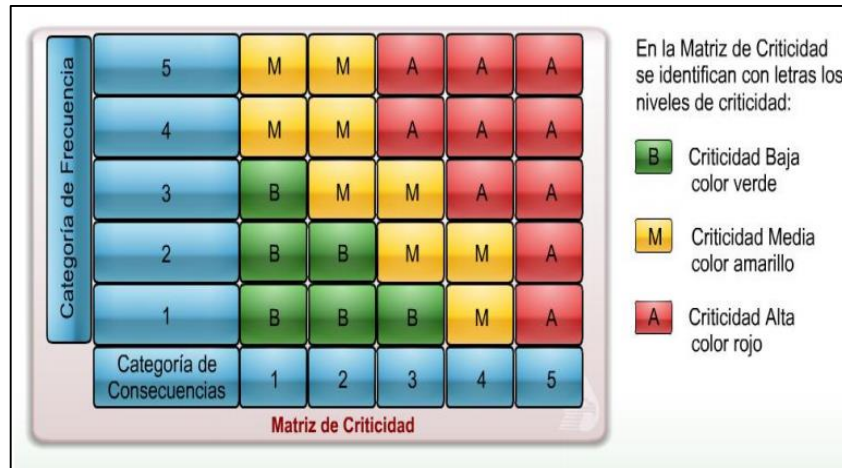 Categoría de Frecuencia
5 M M A A A
4 M M A A A
3 B M M A A
2 B B M M A
1 B B B M A
Categoría de
Consecuencias
1 2 3 4 5
Matriz de Criticidad
En la Matriz de Criticidad
se identifican con letras los
niveles de criticidad:
B Criticidad Baja
color verde
M Criticidad Media
color amarillo
A Criticidad Alta
color rojo